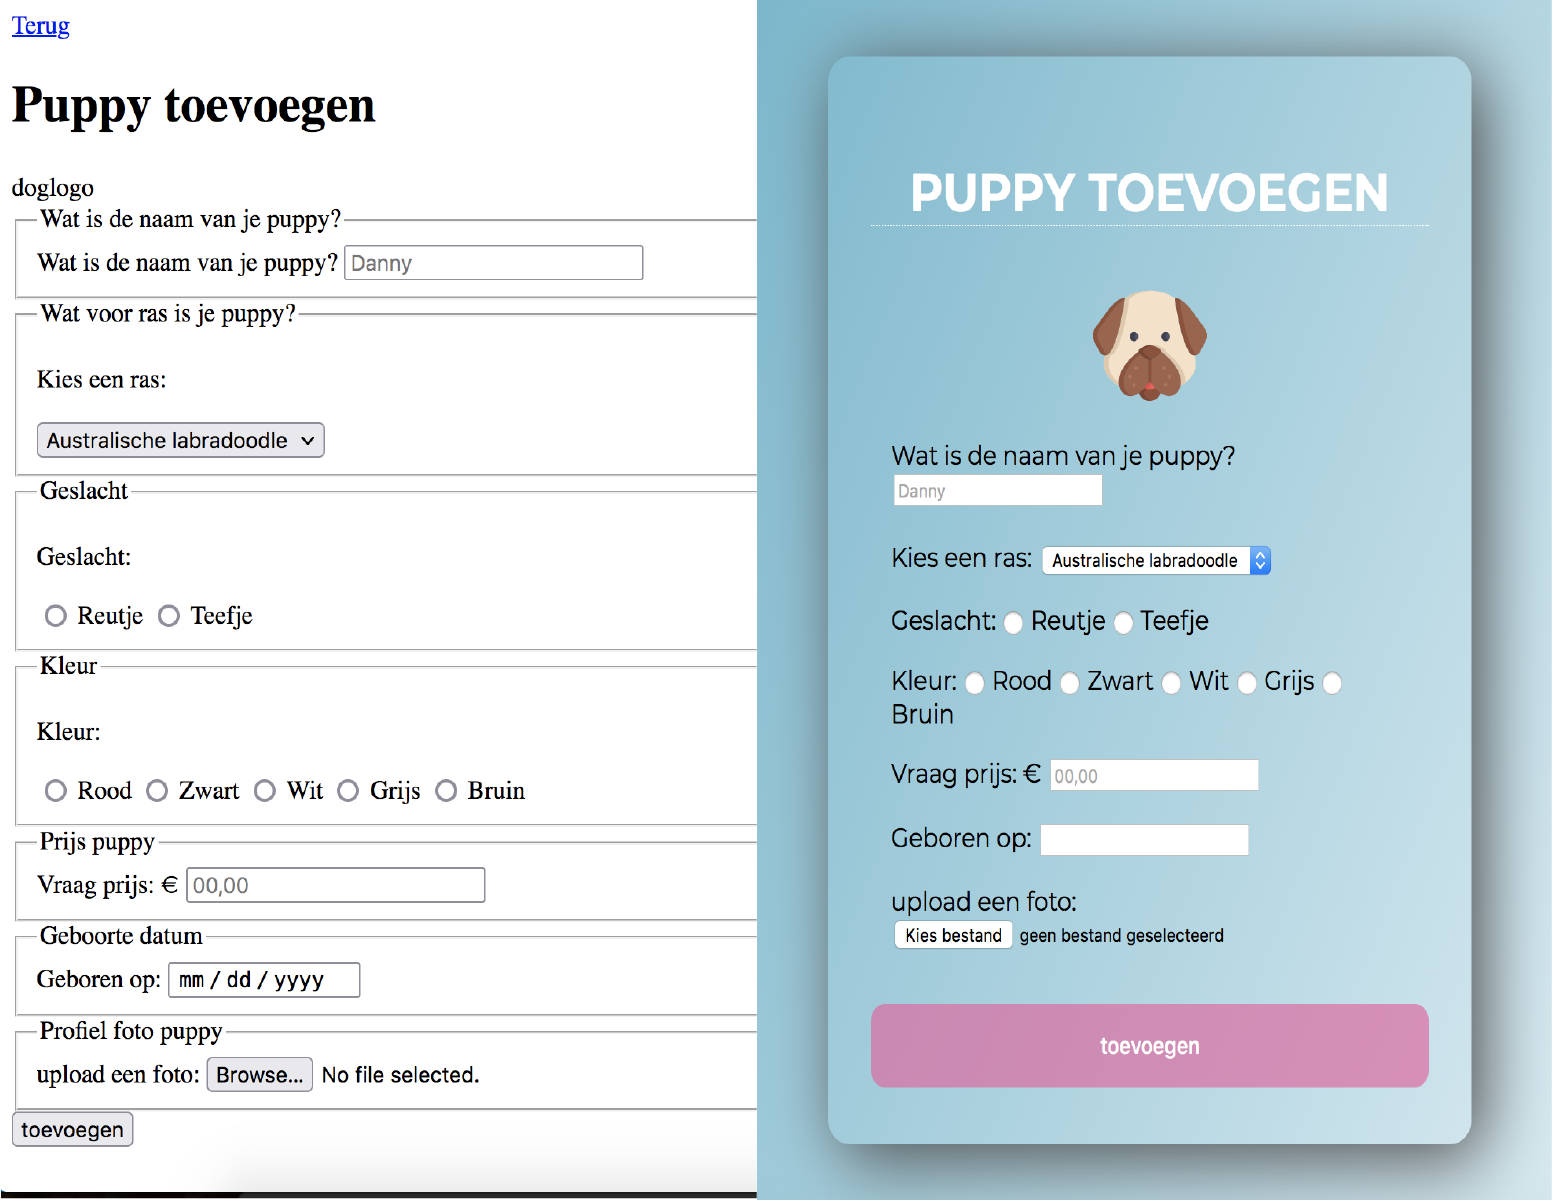 Terug
Puppy toevoegen
doglogo
Wat is de naam van je puppy?
Wat is de naam van je puppy? Danny
Wat voor ras is je puppy?
Kies een ras:
Australische labradoodle
Geslacht
Geslacht:
Reutje Teefje
Kleur
Kleur:
Rood Zwart Wit Grijs Bruin
Prijs puppy
Vraag prijs: € 00,00
Geboorte datum
Geboren op: mm / dd / yyyy
Profiel foto puppy
upload een foto: Browse... No file selected.
toevoegen
PUPPY TOEVOEGEN
Wat is de naam van je puppy?
Danny
Kies een ras: Australische labradoodle
Geslacht: Reutje Teefje
Kleur: Rood Zwart Wit Grijs
Bruin
Vraag prijs: € 00,00
Geboren op:
upload een foto:
Kies bestand geen bestand geselecteerd
toevoegen